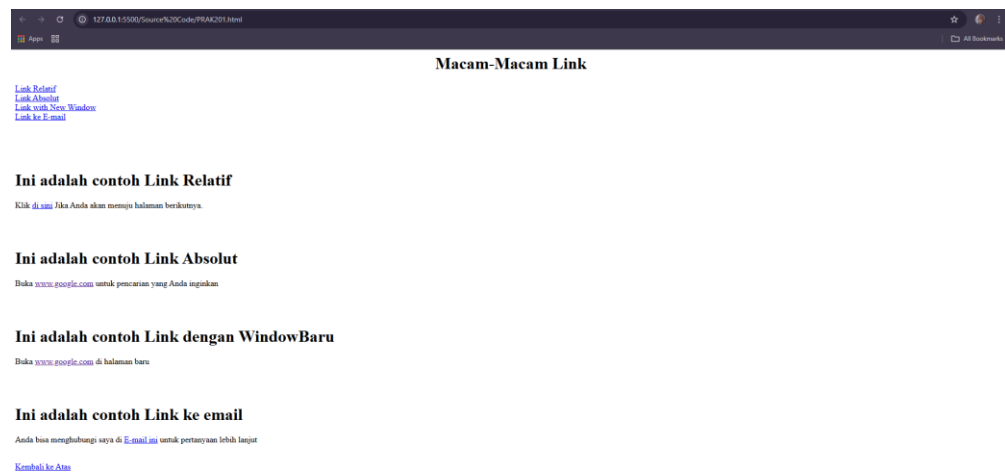 127.0.0.1:5500/Source%20Code/PRAK201.html
Apps
All Bookmarks
Macam-Macam Link
Link Relatif
Link Absolut
Link with New Window
Link ke E-mail
Ini adalah contoh Link Relatif
Klik di sini Jika Anda akan menuju halaman berikutnya.
Ini adalah contoh Link Absolut
Buka www.google.com untuk pencarian yang Anda inginkan
Ini adalah contoh Link dengan WindowBaru
Buka www.google.com di halaman baru
Ini adalah contoh Link ke email
Anda bisa menghubungi saya di E-mail ini untuk pertanyaan lebih lanjut
Kembali ke Atas